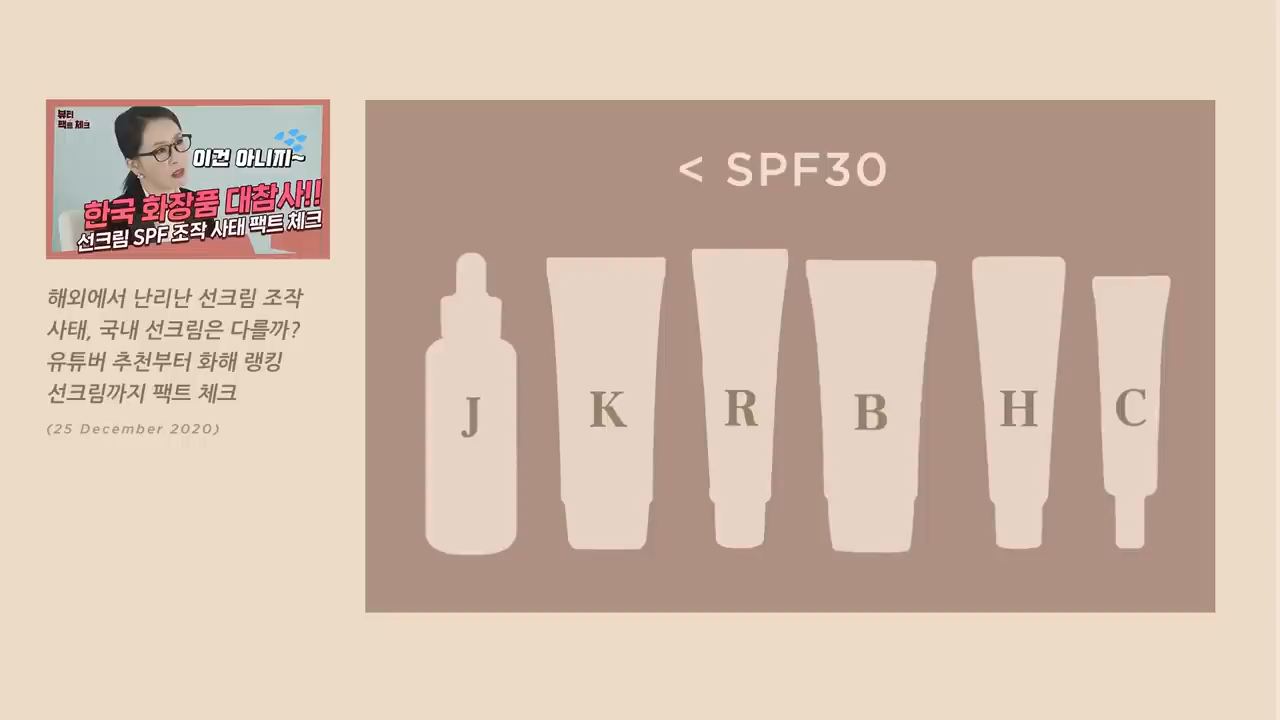 뷰티
팩트 체크
이건 아니지~
한국 화장품 대참사!!
선크림 SPF 조작 사태 팩트 체크
해외에서 난리난 선크림 조작
사태, 국내 선크림은 다를까?
유튜버 추천부터 화해 랭킹
선크림까지 팩트 체크
(25 December 2020)
< SPF30
J K R B H C